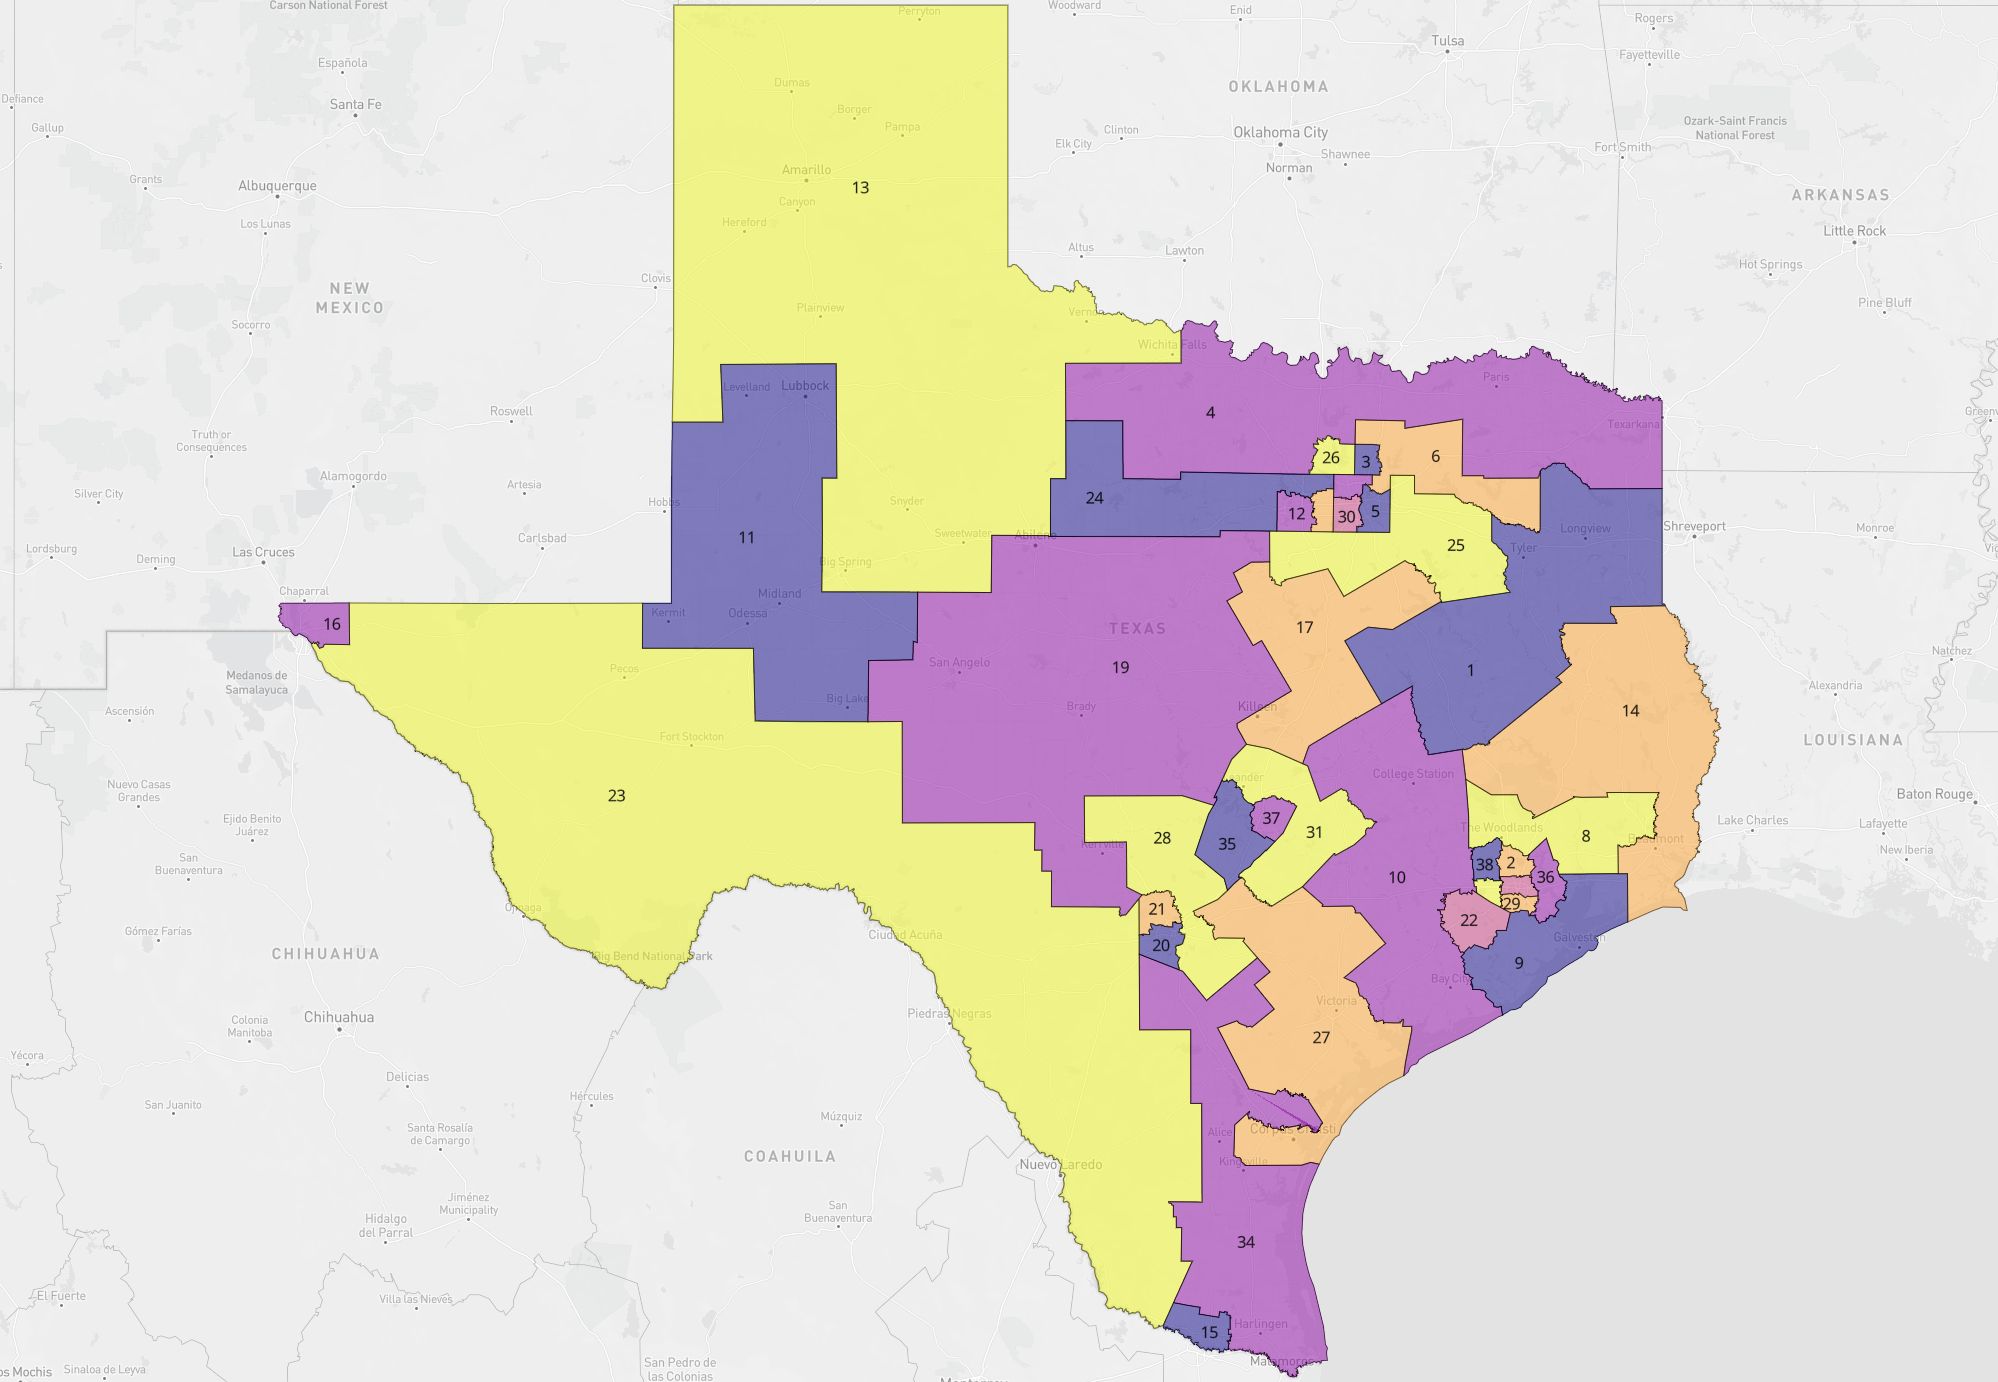 Carson National Forest
Perryton
Woodward
Enid
Rogers
Tulsa
Fayetteville
Española
Dumas
OKLAHOMA
Defiance
Santa Fe
Borger
Pampa
Gallup
Clinton
Oklahoma City
Ozark-Saint Francis
National Forest
Elk City
Shawnee
Fort Smith
Norman
Grants
Albuquerque
Amarillo
13
ARKANSAS
Canyon
Los Lunas
Hereford
Little Rock
Altus
Lawton
Hot Springs
Clovis
NEW
MEXICO
Plainview
Vernon
Pine Bluff
Socorro
Wichita Falls
Levelland
Lubbock
Paris
Roswell
4
Texarkana
Truth or
Consequences
26
3
6
Alamogordo
Artesia
Silver City
Hobbs
Snyder
24
12
30
5
Longview
Shreveport
Monroe
Carlsbad
11
Sweetwater
Abilene
25
Tyler
Lordsburg
Deming
Las Cruces
Big Spring
Chaparral
Midland
Kermit
Odessa
16
TEXAS
17
Natchez
Pecos
San Angelo
19
1
Medanos de
Samalayuca
Alexandria
Big Lake
Brady
Killeen
14
Ascensión
Fort Stockton
LOUISIANA
College Station
Nuevo Casas
Grandes
23
Baton Rouge
Ejido Benito
Juárez
37
31
The Woodlands
8
Lake Charles
Lafayette
28
35
Beaumont
Kerrville
New Iberia
San
Buenaventura
38
2
10
36
29
21
22
Ojinaga
Gómez Farías
Ciudad Acuña
20
Galveston
CHIHUAHUA
Big Bend National Park
9
Bay City
Victoria
Piedras Negras
Chihuahua
Colonia
Manitoba
27
Yécora
Delicias
Hércules
San Juanito
Múzquiz
Santa Rosalía
de Camargo
Alice
Corpus Christi
COAHUILA
Nuevo Laredo
Kingsville
Jiménez
Municipality
San
Buenaventura
Hidalgo
del Parral
34
El Fuerte
Villa las Nieves
15
Harlingen
Matamoros
San Pedro de
las Colonias
os Mochis
Sinaloa de Leyva